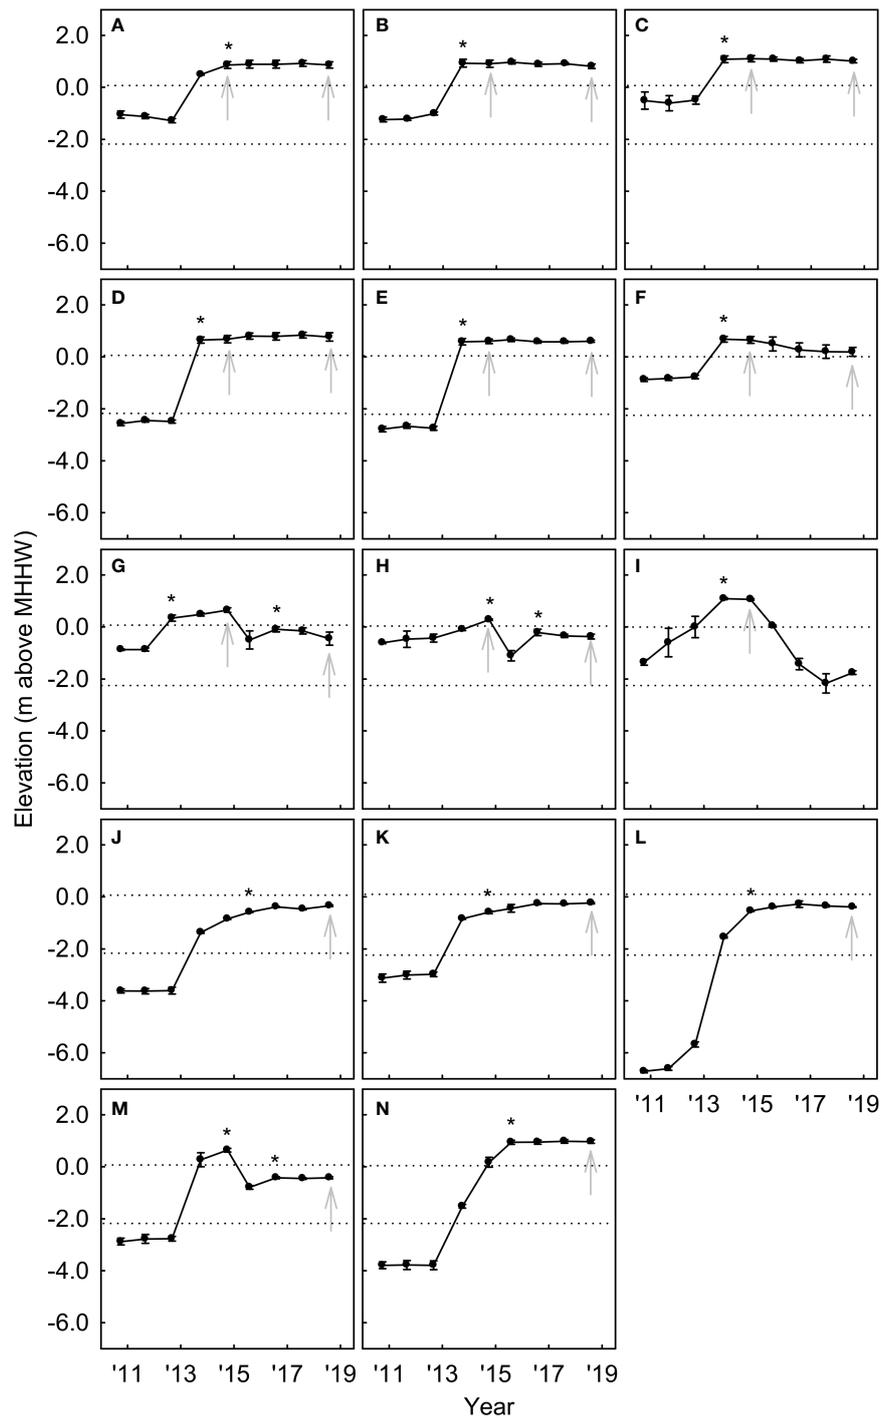 A B C
2.0
0.0
-2.0
-4.0
-6.0
* * *
D E F
2.0
0.0
-2.0
-4.0
-6.0
* * *
G H I
2.0
0.0
-2.0
-4.0
-6.0
* * * * *
J K L
2.0
0.0
-2.0
-4.0
-6.0
* * *
'11 '13 '15 '17 '19
M N
2.0
0.0
-2.0
-4.0
-6.0
* * *
'11 '13 '15 '17 '19 '11 '13 '15 '17 '19
Year
Elevation (m above MHHW)